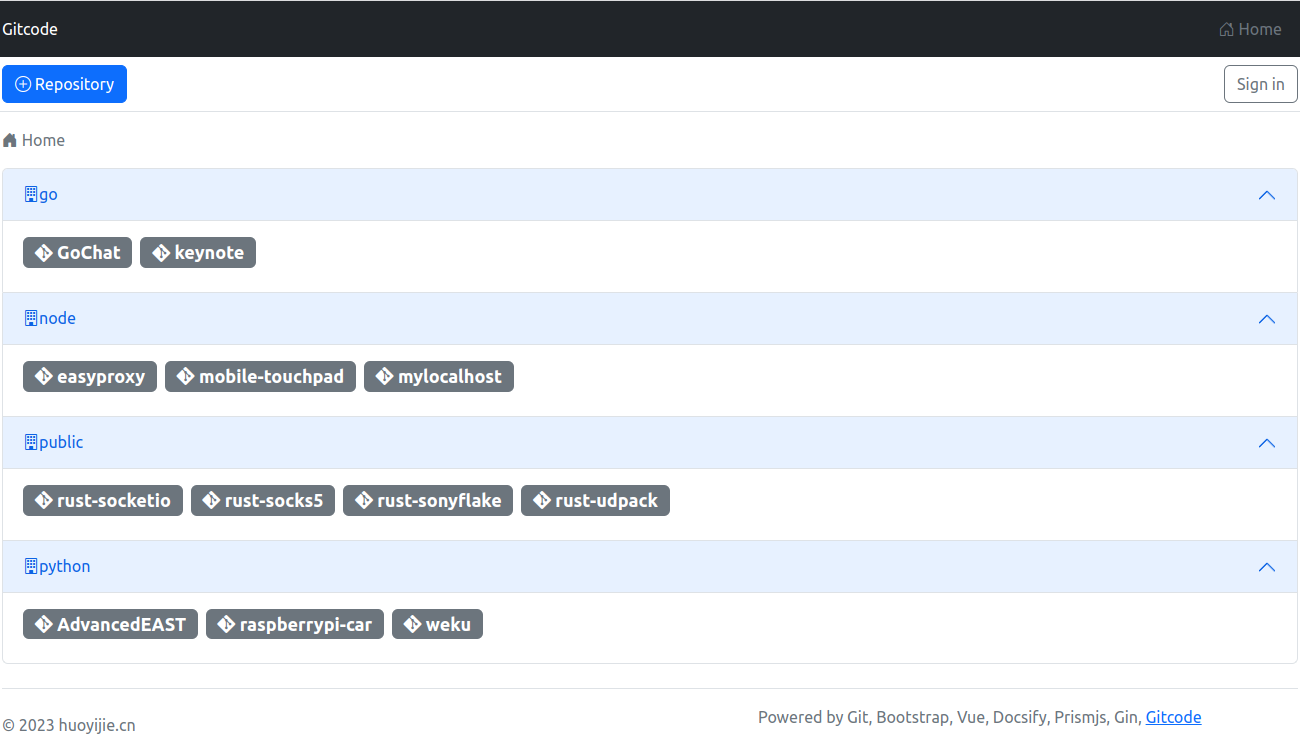 Gitcode Home
Repository Sign in
Home
go
GoChat keynote
node
easyproxy mobile-touchpad mylocalhost
public
rust-socketio rust-socks5 rust-sonyflake rust-udpack
python
AdvancedEAST raspberrypi-car weku
© 2023 huoyijie.cn Powered by Git, Bootstrap, Vue, Docsify, Prismjs, Gin, Gitcode